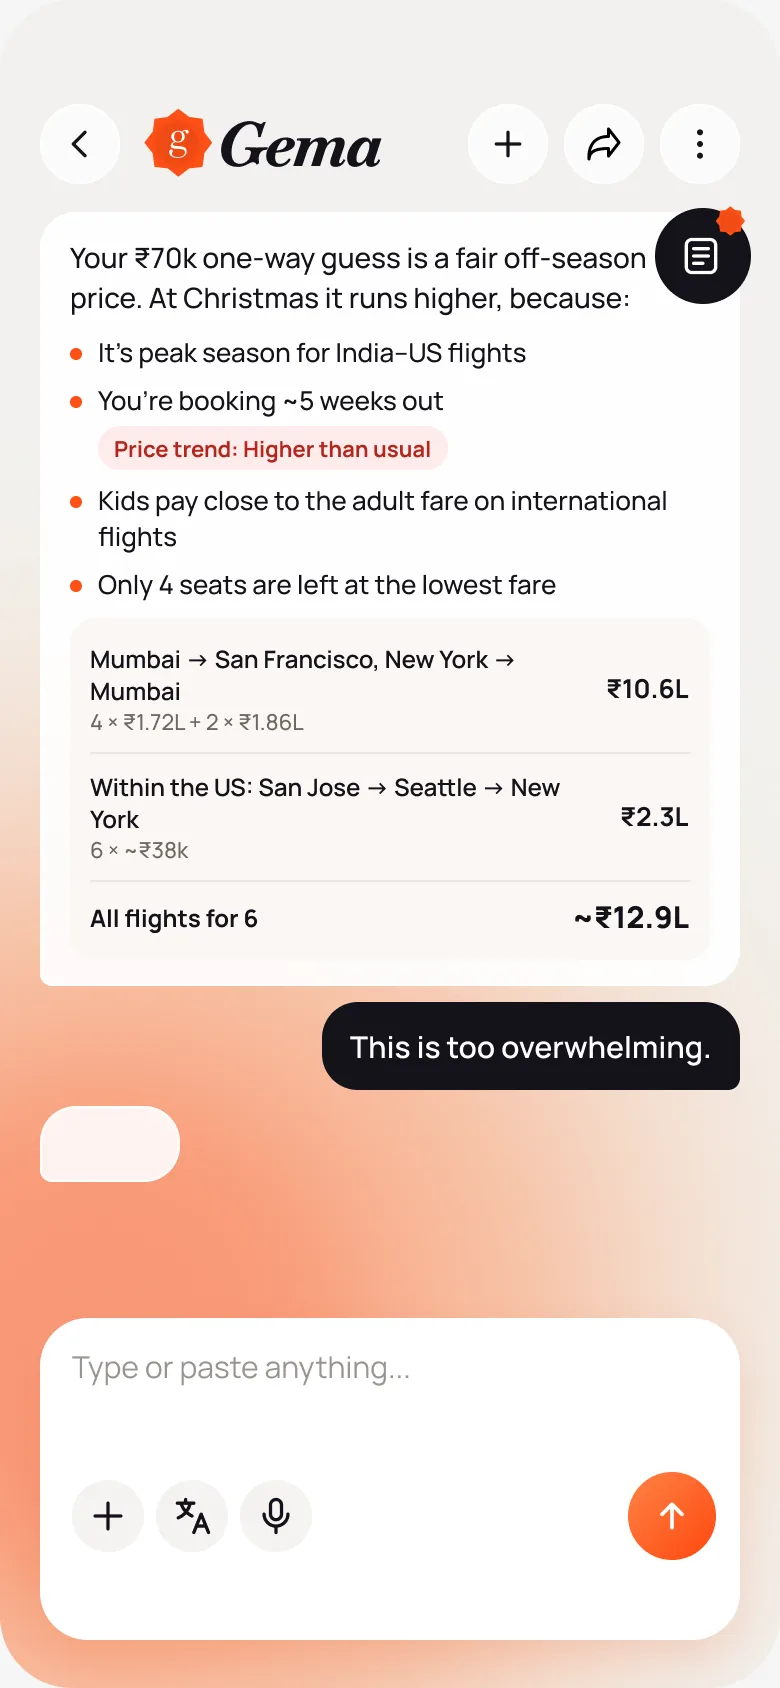 g Gema
Your ₹70k one-way guess is a fair off-season
price. At Christmas it runs higher, because:
It's peak season for India–US flights
You're booking ~5 weeks out
Price trend: Higher than usual
Kids pay close to the adult fare on international
flights
Only 4 seats are left at the lowest fare
Mumbai → San Francisco, New York →
Mumbai
₹10.6L
4 × ₹1.72L + 2 × ₹1.86L
Within the US: San Jose → Seattle → New
York
₹2.3L
6 × ~₹38k
All flights for 6
~₹12.9L
This is too overwhelming.
Type or paste anything...